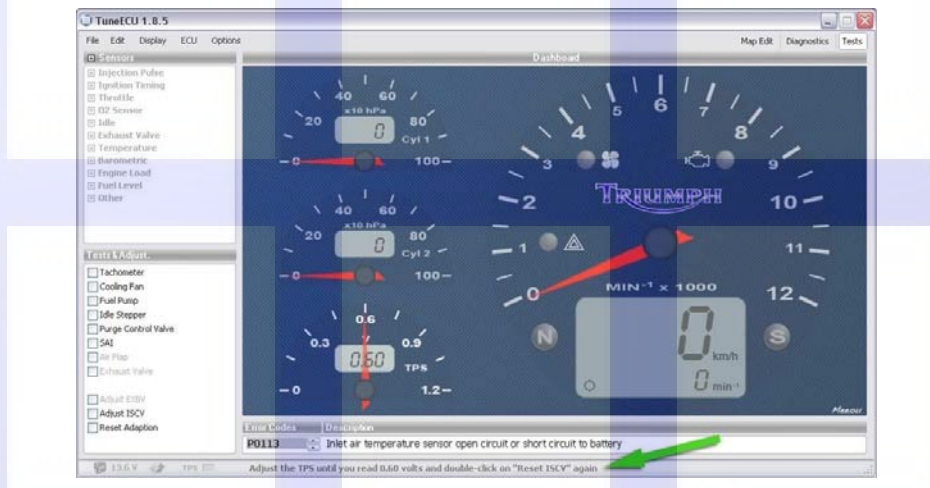 TuneECU 1.8.5
File Edit Display ECU Options
Map Edit Diagnostics Tests
Sensors
Injection Pulse
Ignition Timing
Throttle
O2 Sensor
Idle
Exhaust Valve
Temperature
Barometric
Engine Load
Fuel Level
Other
Tests & Adjust.
Tachometer
Cooling Fan
Fuel Pump
Idle Stepper
Purge Control Valve
SAI
Air Flap
Exhaust Valve
Adjust EXBV
Adjust ISCV
Reset Adaption
Dashboard
0 20 40 60 80 100
x10 hPa
0
Cyl 1
0 20 40 60 80 100
x10 hPa
0
Cyl 2
0 0.3 0.6 0.9 1.2
V
0.60
TPS
0 1 2 3 4 5 6 7 8 9 10 11 12
TRIUMPH
MIN⁻¹ x 1000
N
S
0 km/h
0 min⁻¹
Error Codes Description
P0113 Inlet air temperature sensor open circuit or short circuit to battery
13.6 V TPS Adjust the TPS until you read 0.60 volts and double-click on "Reset ISCV" again